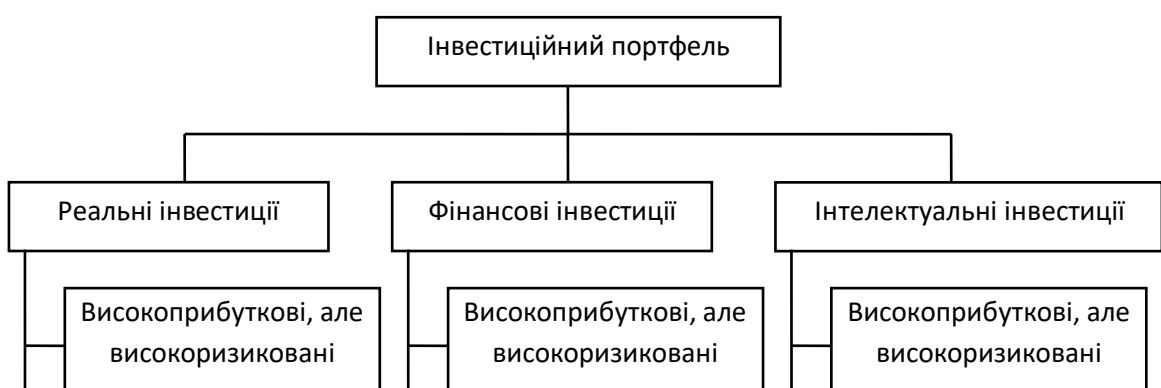 Інвестиційний портфель
Реальні інвестиції
Фінансові інвестиції
Інтелектуальні інвестиції
Високоприбуткові, але
високоризиковані
Високоприбуткові, але
високоризиковані
Високоприбуткові, але
високоризиковані